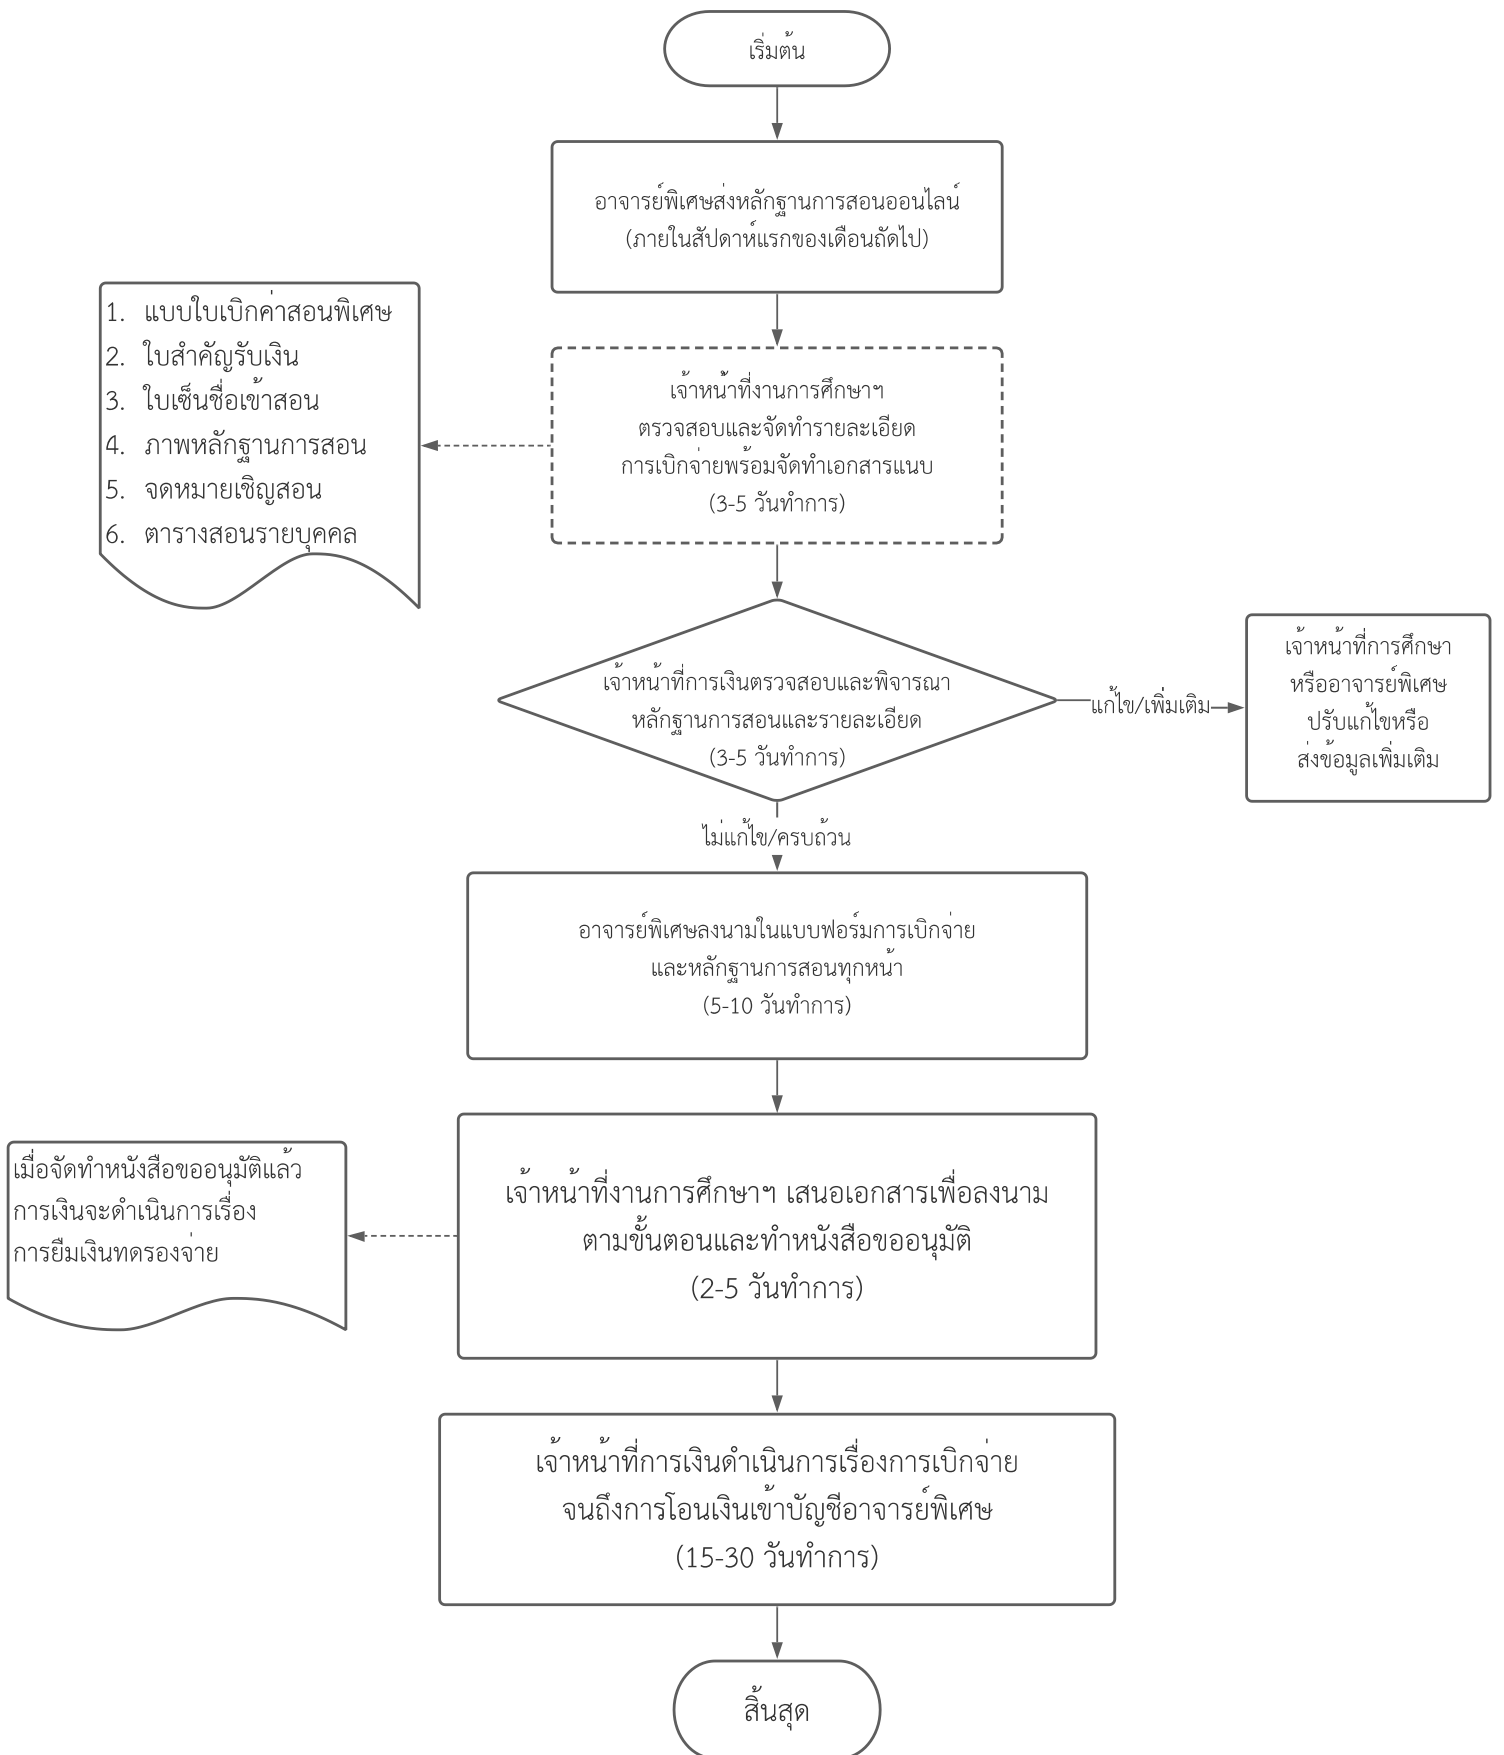 เริ่มต้น
อาจารย์พิเศษส่งหลักฐานการสอนออนไลน์
(ภายในสัปดาห์แรกของเดือนถัดไป)
1. แบบใบเบิกค่าสอนพิเศษ
2. ใบสำคัญรับเงิน
3. ใบเซ็นชื่อเข้าสอน
4. ภาพหลักฐานการสอน
5. จดหมายเชิญสอน
6. ตารางสอนรายบุคคล
เจ้าหน้าที่งานการศึกษาฯ
ตรวจสอบและจัดทำรายละเอียด
การเบิกจ่ายพร้อมจัดทำเอกสารแนบ
(3-5 วันทำการ)
เจ้าหน้าที่การเงินตรวจสอบและพิจารณา
หลักฐานการสอนและรายละเอียด
(3-5 วันทำการ)
แก้ไข/เพิ่มเติม
เจ้าหน้าที่การศึกษา
หรืออาจารย์พิเศษ
ปรับแก้ไขหรือ
ส่งข้อมูลเพิ่มเติม
ไม่แก้ไข/ครบถ้วน
อาจารย์พิเศษลงนามในแบบฟอร์มการเบิกจ่าย
และหลักฐานการสอนทุกหน้า
(5-10 วันทำการ)
เมื่อจัดทำหนังสือขออนุมัติแล้ว
การเงินจะดำเนินการเรื่อง
การยืมเงินทดรองจ่าย
เจ้าหน้าที่งานการศึกษาฯ เสนอเอกสารเพื่อลงนาม
ตามขั้นตอนและทำหนังสือขออนุมัติ
(2-5 วันทำการ)
เจ้าหน้าที่การเงินดำเนินการเรื่องการเบิกจ่าย
จนถึงการโอนเงินเข้าบัญชีอาจารย์พิเศษ
(15-30 วันทำการ)
สิ้นสุด